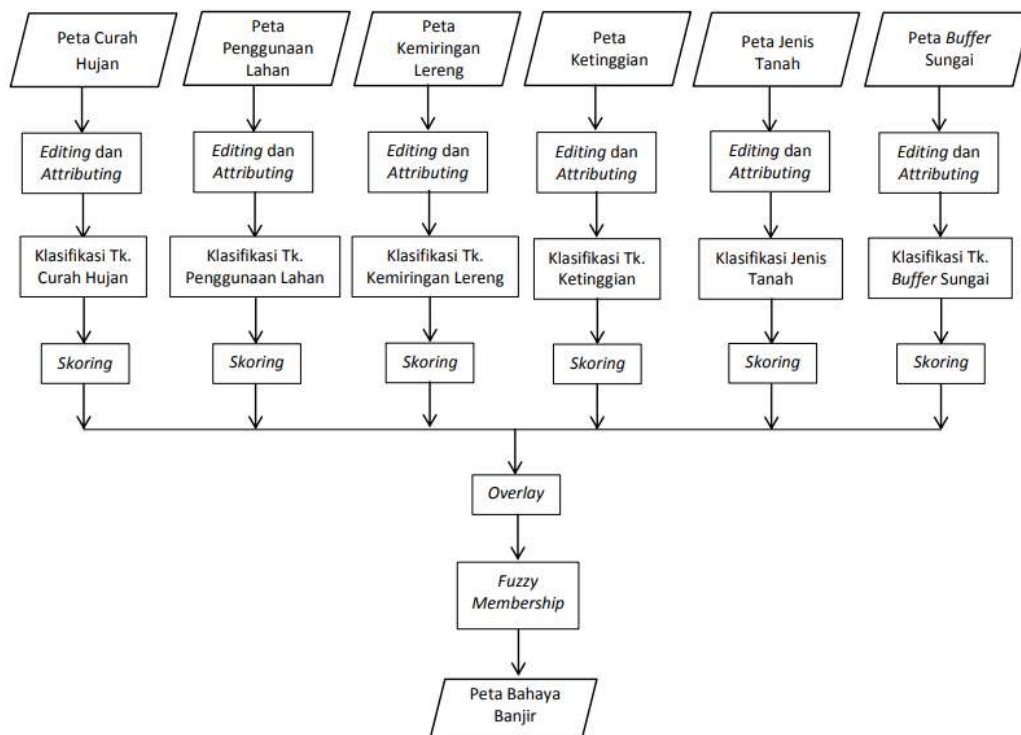 Peta Curah
Hujan
Peta
Penggunaan
Lahan
Peta
Kemiringan
Lereng
Peta
Ketinggian
Peta Jenis
Tanah
Peta Buffer
Sungai
Editing dan
Attributing
Editing dan
Attributing
Editing dan
Attributing
Editing dan
Attributing
Editing dan
Attributing
Editing dan
Attributing
Klasifikasi Tk.
Curah Hujan
Klasifikasi Tk.
Penggunaan Lahan
Klasifikasi Tk.
Kemiringan Lereng
Klasifikasi Tk.
Ketinggian
Klasifikasi Jenis
Tanah
Klasifikasi Tk.
Buffer Sungai
Skoring
Skoring
Skoring
Skoring
Skoring
Skoring
Overlay
Fuzzy
Membership
Peta Bahaya
Banjir